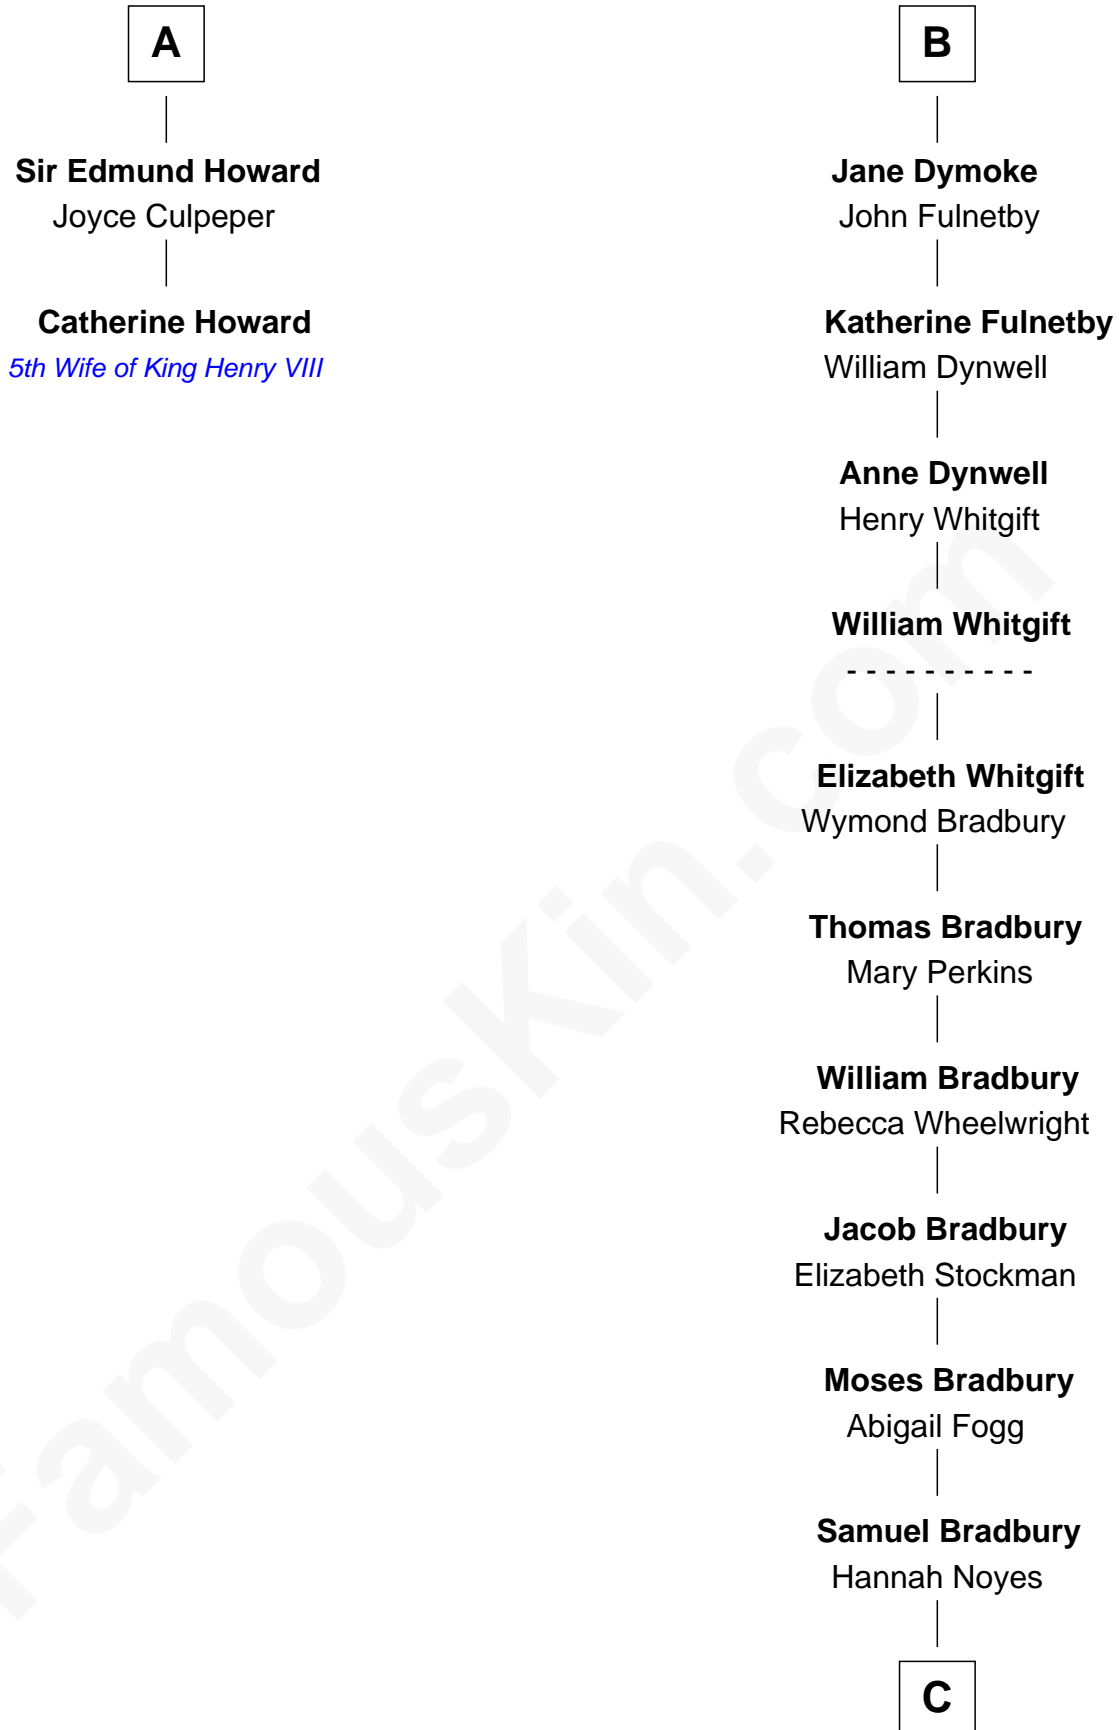 A
Sir Edmund Howard
Joyce Culpeper
Catherine Howard
5th Wife of King Henry VIII
B
Jane Dymoke
John Fulnetby
Katherine Fulnetby
William Dynwell
Anne Dynwell
Henry Whitgift
William Whitgift
- - - - - - - - - -
Elizabeth Whitgift
Wymond Bradbury
Thomas Bradbury
Mary Perkins
William Bradbury
Rebecca Wheelwright
Jacob Bradbury
Elizabeth Stockman
Moses Bradbury
Abigail Fogg
Samuel Bradbury
Hannah Noyes
C
FamousKin.com